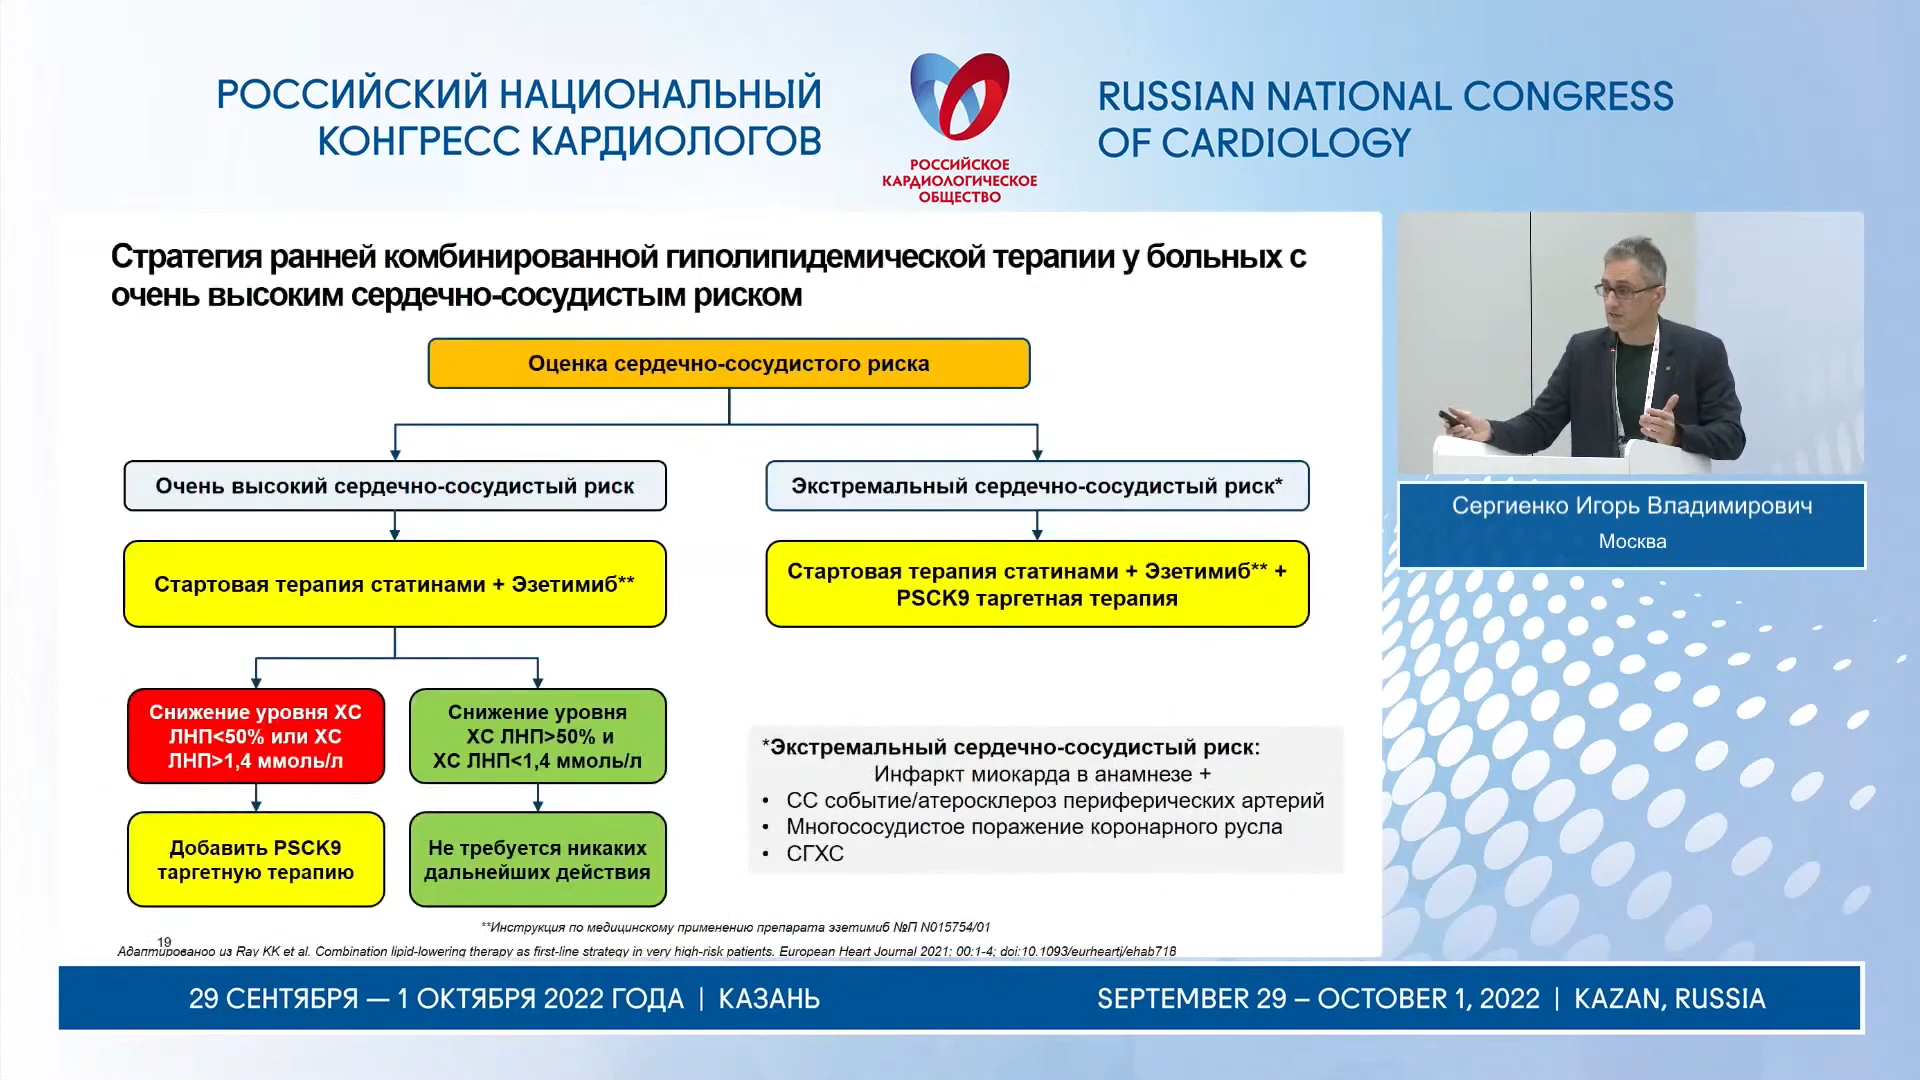 РОССИЙСКИЙ НАЦИОНАЛЬНЫЙ
КОНГРЕСС КАРДИОЛОГОВ
РОССИЙСКОЕ
КАРДИОЛОГИЧЕСКОЕ
ОБЩЕСТВО
RUSSIAN NATIONAL CONGRESS
OF CARDIOLOGY
Стратегия ранней комбинированной гиполипидемической терапии у больных с
очень высоким сердечно-сосудистым риском
Оценка сердечно-сосудистого риска
Очень высокий сердечно-сосудистый риск
Экстремальный сердечно-сосудистый риск*
Стартовая терапия статинами + Эзетимиб**
Стартовая терапия статинами + Эзетимиб** +
PSCK9 таргетная терапия
Снижение уровня ХС
ЛНП<50% или ХС
ЛНП>1,4 ммоль/л
Снижение уровня
ХС ЛНП>50% и
ХС ЛНП<1,4 ммоль/л
Добавить PSCK9
таргетную терапию
Не требуется никаких
дальнейших действия
*Экстремальный сердечно-сосудистый риск:
Инфаркт миокарда в анамнезе +
• СС событие/атеросклероз периферических артерий
• Многососудистое поражение коронарного русла
• СГХС
**Инструкция по медицинскому применению препарата эзетимиб №П N015754/01
19
Адаптированоо из Ray KK et al. Combination lipid-lowering therapy as first-line strategy in very high-risk patients. European Heart Journal 2021; 00:1-4; doi:10.1093/eurheartj/ehab718
Сергиенко Игорь Владимирович
Москва
29 СЕНТЯБРЯ — 1 ОКТЯБРЯ 2022 ГОДА | КАЗАНЬ
SEPTEMBER 29 – OCTOBER 1, 2022 | KAZAN, RUSSIA